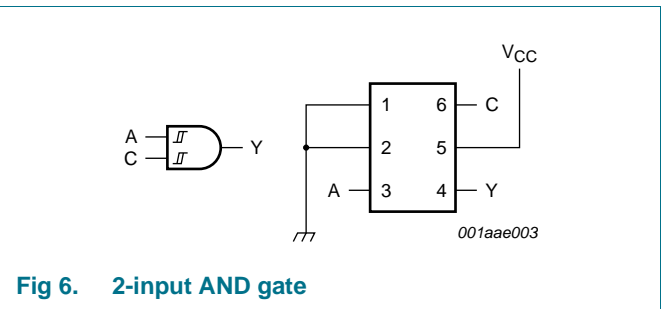 VCC
1 6 C
A
Y
C
2 5
A 3 4 Y
001aae003
Fig 6. 2-input AND gate